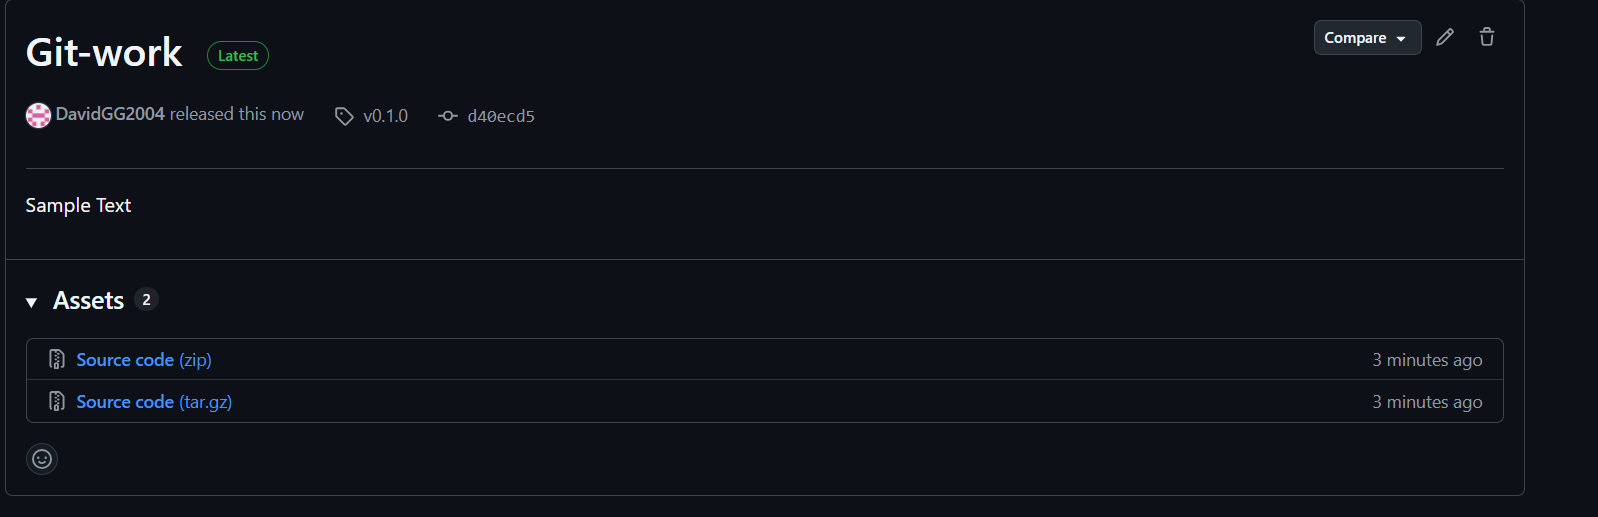 Git-work Latest Compare
DavidGG2004 released this now v0.1.0 d40ecd5
Sample Text
Assets 2
Source code (zip) 3 minutes ago
Source code (tar.gz) 3 minutes ago